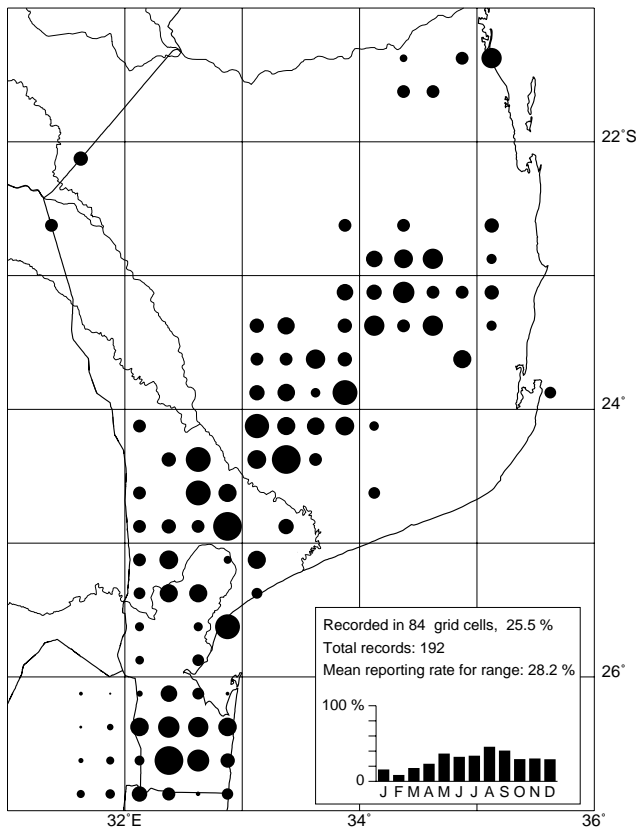 22°S
24°
Recorded in 84 grid cells, 25.5 %
Total records: 192
Mean reporting rate for range: 28.2 %
26°
100 %
0
J F M A M J J A S O N D
32°E 34° 36°